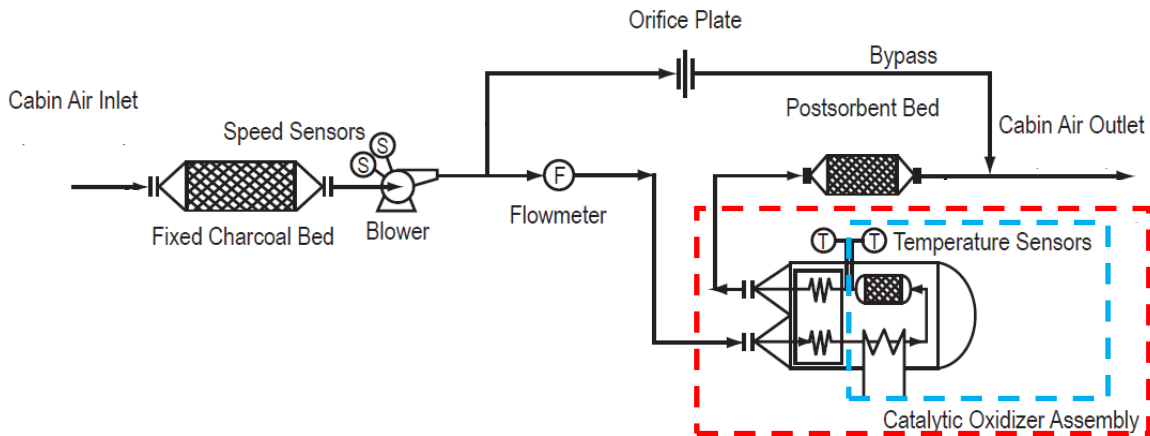 Orifice Plate
Bypass
Cabin Air Inlet
Speed Sensors
Postsorbent Bed
Cabin Air Outlet
S
S
F
Flowmeter
Fixed Charcoal Bed
Blower
T
T
Temperature Sensors
Catalytic Oxidizer Assembly